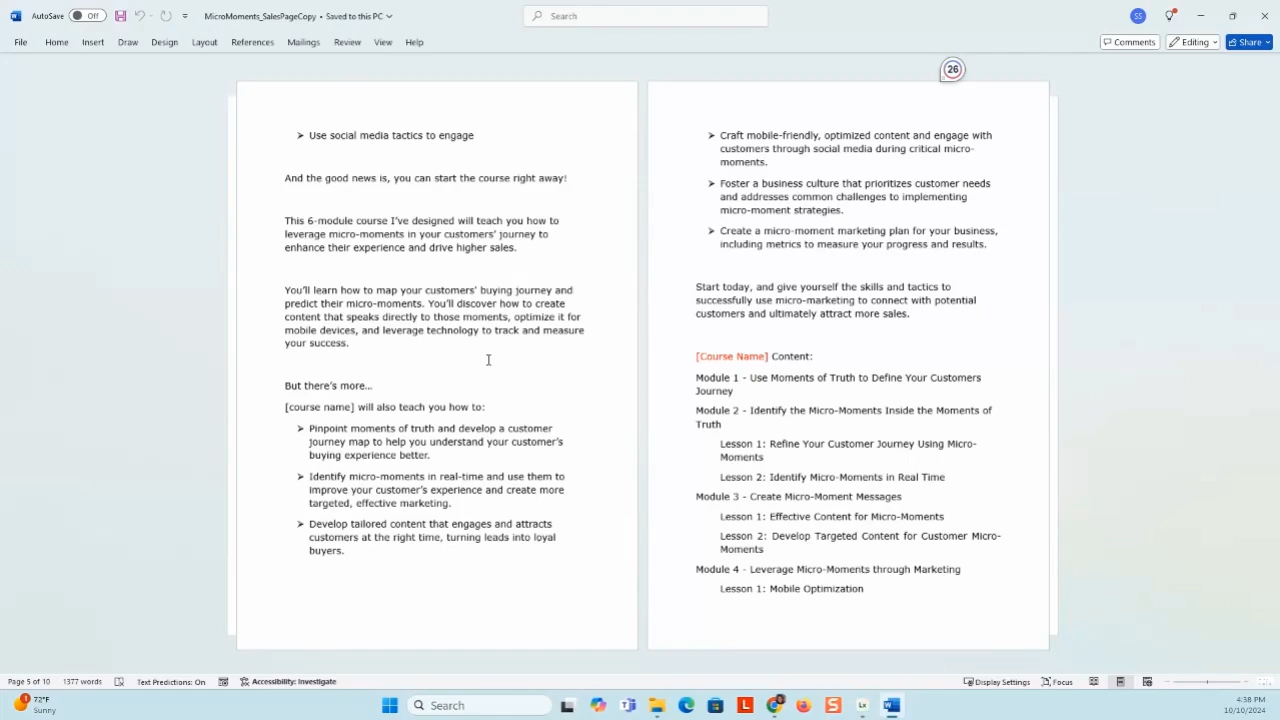 AutoSave
Off
MicroMoments_SalesPageCopy • Saved to this PC
Search
SS
File
Home
Insert
Draw
Design
Layout
References
Mailings
Review
View
Help
Comments
Editing
Share
26
➢ Use social media tactics to engage
And the good news is, you can start the course right away!
This 6-module course I've designed will teach you how to
leverage micro-moments in your customers' journey to
enhance their experience and drive higher sales.
You'll learn how to map your customers' buying journey and
predict their micro-moments. You'll discover how to create
content that speaks directly to those moments, optimize it for
mobile devices, and leverage technology to track and measure
your success.
But there's more…
[course name] will also teach you how to:
➢ Pinpoint moments of truth and develop a customer
journey map to help you understand your customer's
buying experience better.
➢ Identify micro-moments in real-time and use them to
improve your customer's experience and create more
targeted, effective marketing.
➢ Develop tailored content that engages and attracts
customers at the right time, turning leads into loyal
buyers.
➢ Craft mobile-friendly, optimized content and engage with
customers through social media during critical micro-
moments.
➢ Foster a business culture that prioritizes customer needs
and addresses common challenges to implementing
micro-moment strategies.
➢ Create a micro-moment marketing plan for your business,
including metrics to measure your progress and results.
Start today, and give yourself the skills and tactics to
successfully use micro-marketing to connect with potential
customers and ultimately attract more sales.
[Course Name] Content:
Module 1 - Use Moments of Truth to Define Your Customers
Journey
Module 2 - Identify the Micro-Moments Inside the Moments of
Truth
Lesson 1: Refine Your Customer Journey Using Micro-
Moments
Lesson 2: Identify Micro-Moments in Real Time
Module 3 - Create Micro-Moment Messages
Lesson 1: Effective Content for Micro-Moments
Lesson 2: Develop Targeted Content for Customer Micro-
Moments
Module 4 - Leverage Micro-Moments through Marketing
Lesson 1: Mobile Optimization
Page 5 of 10
1377 words
Text Predictions: On
Accessibility: Investigate
Display Settings
Focus
1
72°F
Sunny
Search
4:38 PM
10/10/2024